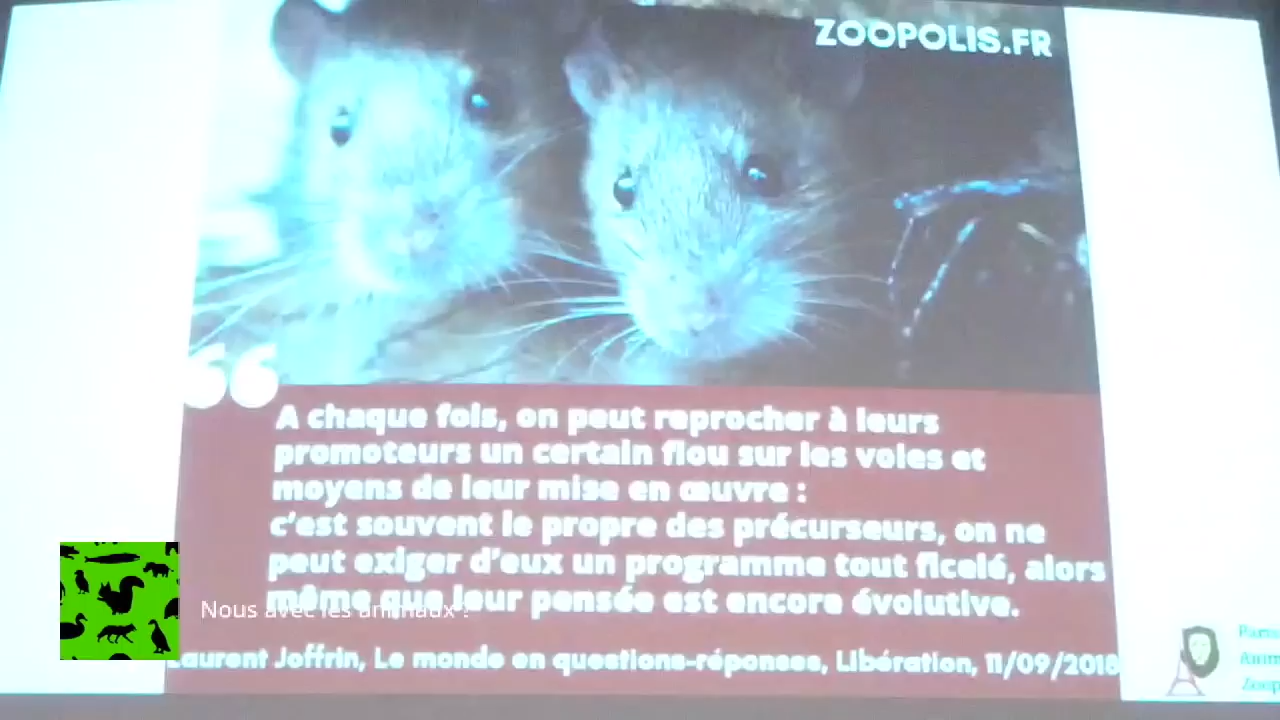 ZOOPOLIS.FR
“
A chaque fois, on peut reprocher à leurs
promoteurs un certain flou sur les voies et
moyens de leur mise en œuvre :
c’est souvent le propre des précurseurs, on ne
peut exiger d’eux un programme tout ficelé, alors
même que leur pensée est encore évolutive.
Nous avec les animaux ?
Laurent Joffrin, Le monde en questions-réponses, Libération, 11/09/2018